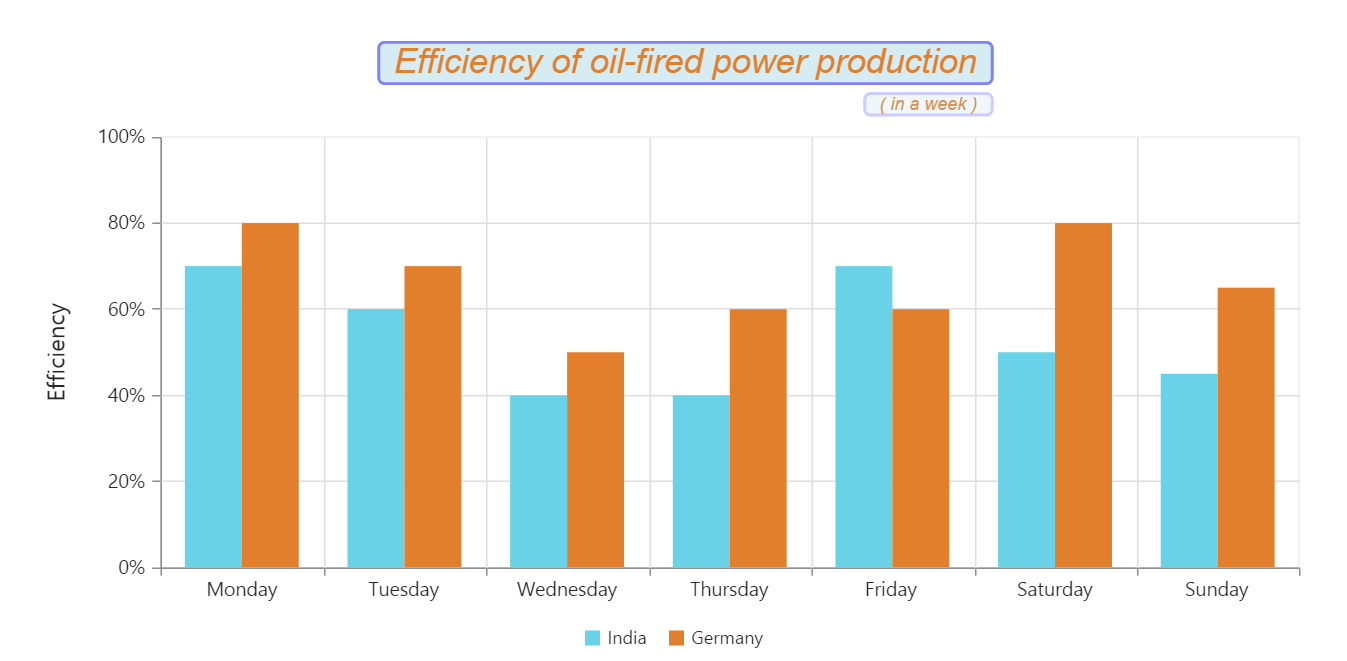 Efficiency of oil-fired power production
( in a week )
100%
80%
60%
40%
20%
0%
Efficiency
Monday Tuesday Wednesday Thursday Friday Saturday Sunday
India Germany